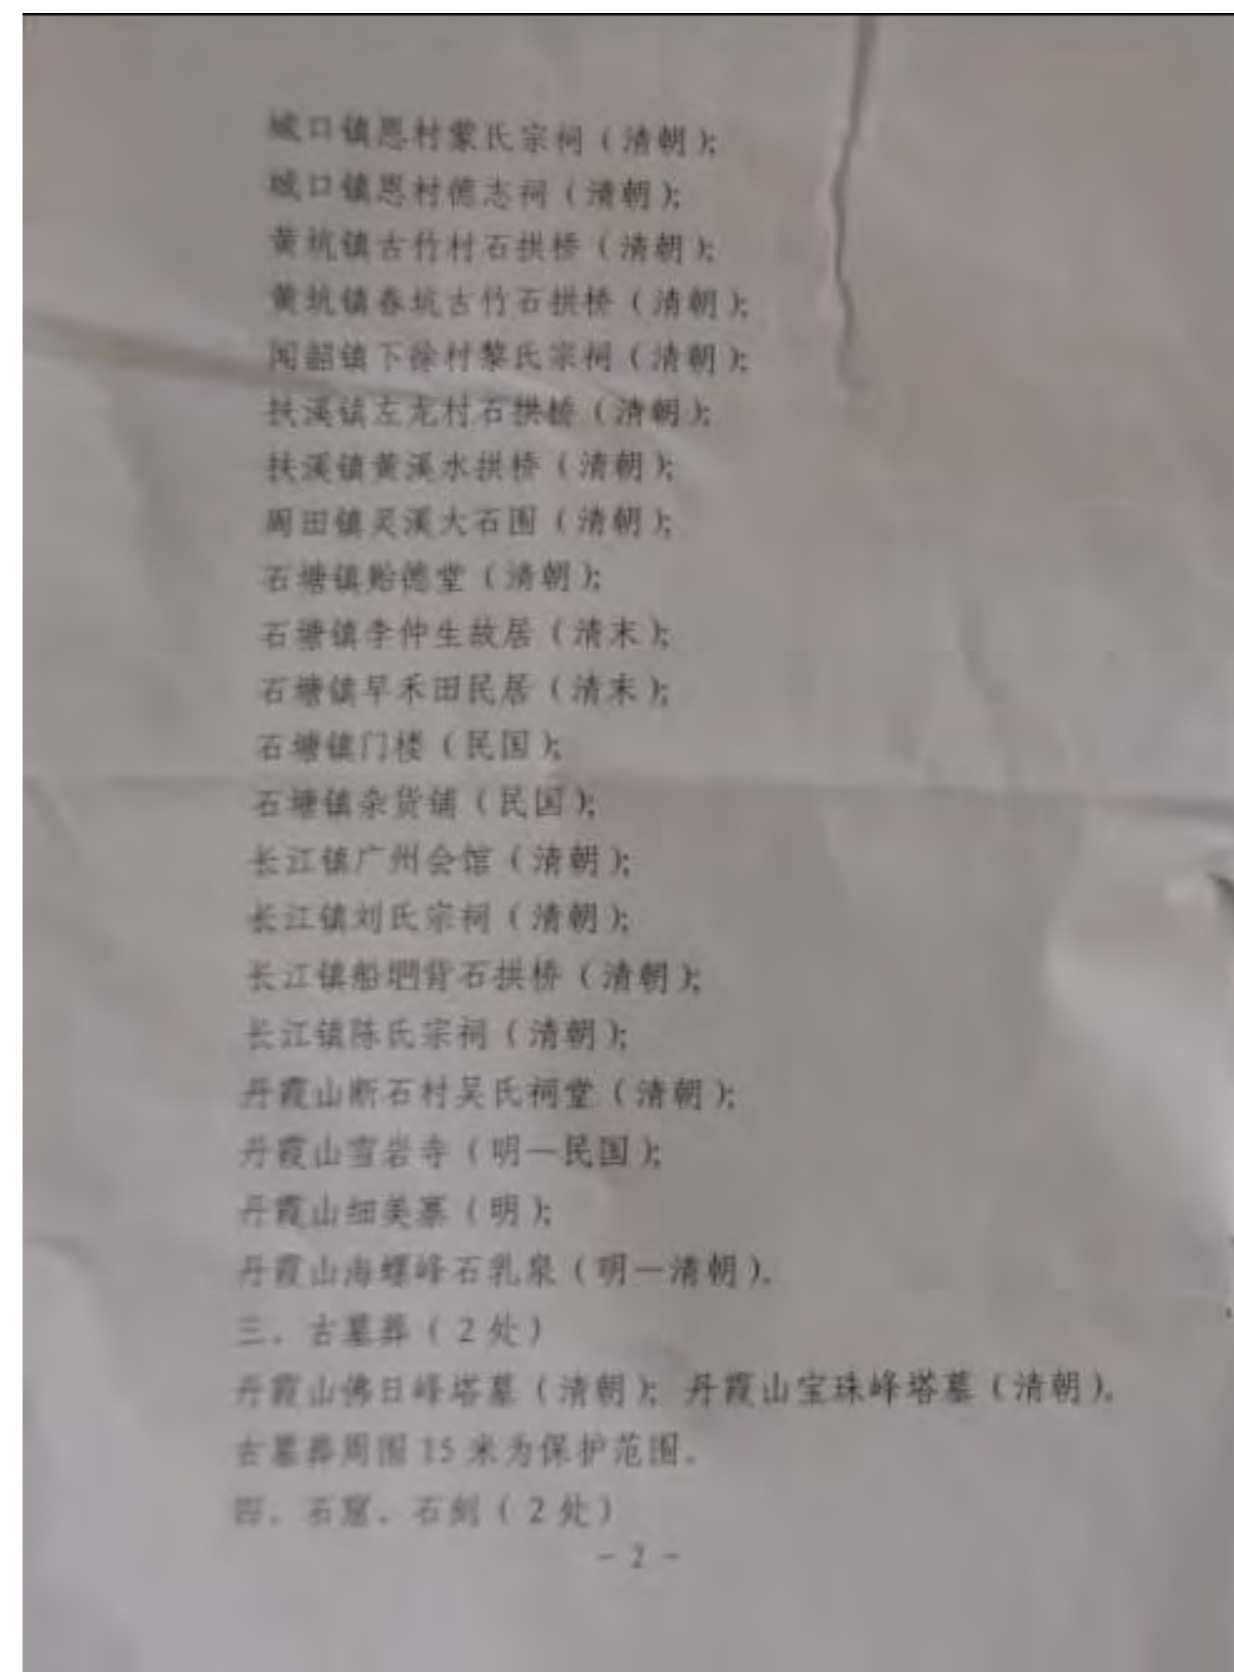 城口镇恩村蒙氏宗祠（清朝）；
城口镇恩村德志祠（清朝）；
黄坑镇古竹村石拱桥（清朝）；
黄坑镇春坑古竹石拱桥（清朝）；
闻韶镇下徐村黎氏宗祠（清朝）；
扶溪镇左龙村石拱桥（清朝）；
扶溪镇黄溪水拱桥（清朝）；
周田镇灵溪大石围（清朝）；
石塘镇贻德堂（清朝）；
石塘镇李仲生故居（清末）；
石塘镇早禾田民居（清末）；
石塘镇门楼（民国）；
石塘镇杂货铺（民国）；
长江镇广州会馆（清朝）；
长江镇刘氏宗祠（清朝）；
长江镇船背石拱桥（清朝）；
长江镇陈氏宗祠（清朝）；
丹霞山断石村吴氏祠堂（清朝）；
丹霞山雪岩寺（明—民国）；
丹霞山细美寨（明）；
丹霞山海螺峰石乳泉（明—清朝）。
三、古墓葬（2处）
丹霞山佛日峰塔墓（清朝）；丹霞山宝珠峰塔墓（清朝）。
古墓葬周围15米为保护范围。
四、石窟、石刻（2处）
- 2 -